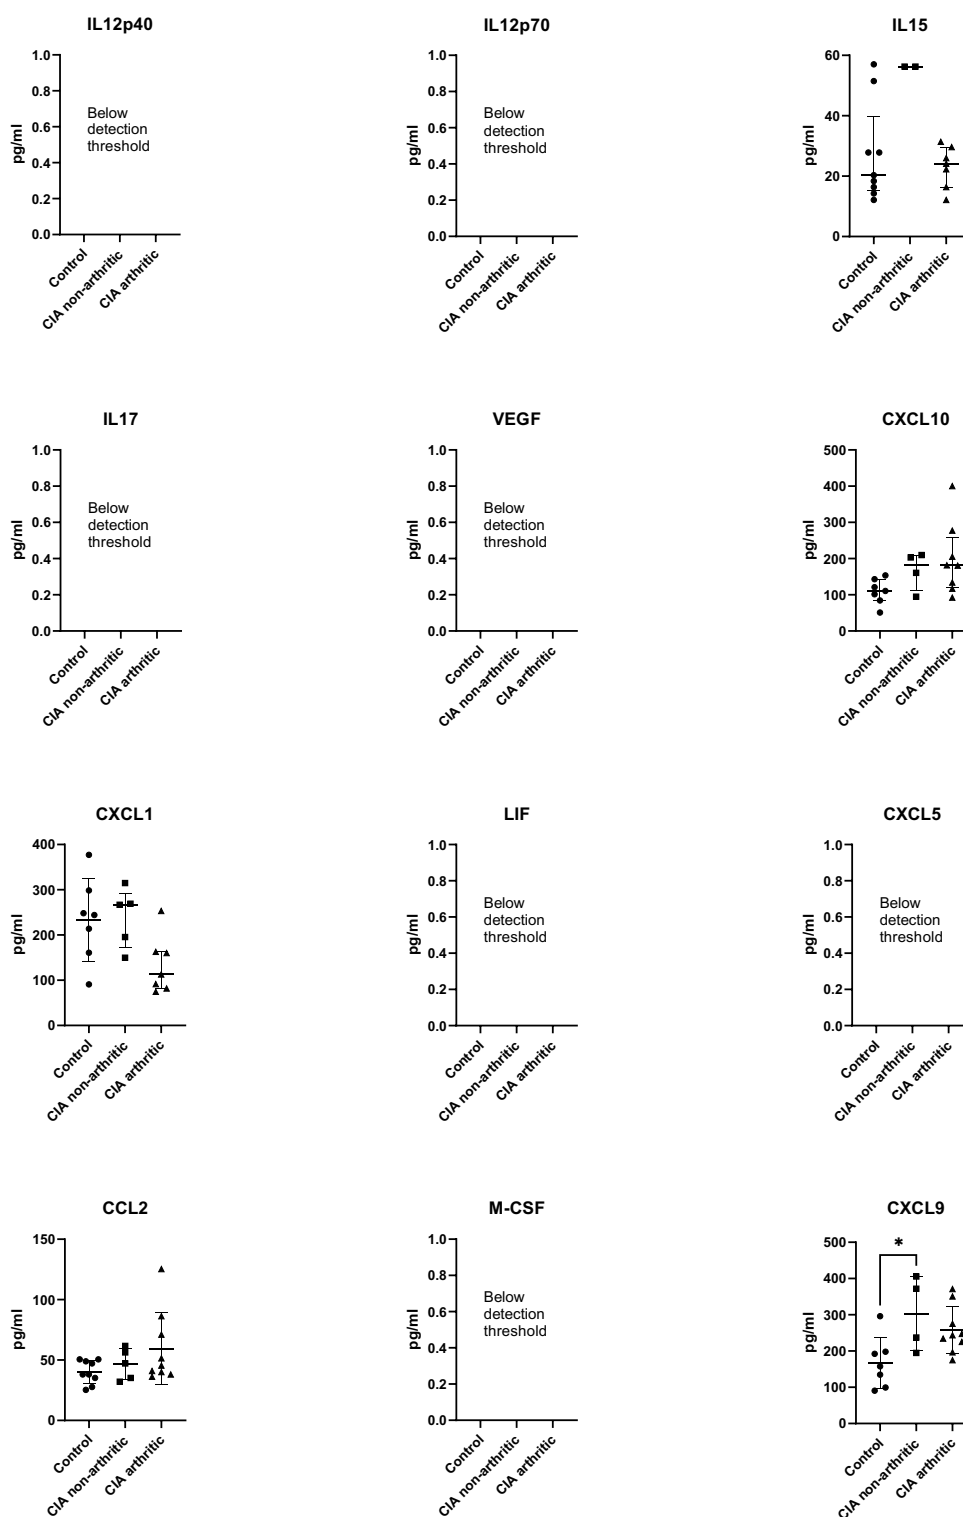 IL12p40
1.0
0.8
0.6
0.4
0.2
0.0
pg/ml
Below
detection
threshold
Control
CIA non-arthritic
CIA arthritic
IL12p70
1.0
0.8
0.6
0.4
0.2
0.0
pg/ml
Below
detection
threshold
Control
CIA non-arthritic
CIA arthritic
IL15
60
40
20
0
pg/ml
Control
CIA non-arthritic
CIA arthritic
IL17
1.0
0.8
0.6
0.4
0.2
0.0
pg/ml
Below
detection
threshold
Control
CIA non-arthritic
CIA arthritic
VEGF
1.0
0.8
0.6
0.4
0.2
0.0
pg/ml
Below
detection
threshold
Control
CIA non-arthritic
CIA arthritic
CXCL10
500
400
300
200
100
0
pg/ml
Control
CIA non-arthritic
CIA arthritic
CXCL1
400
300
200
100
0
pg/ml
Control
CIA non-arthritic
CIA arthritic
LIF
1.0
0.8
0.6
0.4
0.2
0.0
pg/ml
Below
detection
threshold
Control
CIA non-arthritic
CIA arthritic
CXCL5
1.0
0.8
0.6
0.4
0.2
0.0
pg/ml
Below
detection
threshold
Control
CIA non-arthritic
CIA arthritic
CCL2
150
100
50
0
pg/ml
Control
CIA non-arthritic
CIA arthritic
M-CSF
1.0
0.8
0.6
0.4
0.2
0.0
pg/ml
Below
detection
threshold
Control
CIA non-arthritic
CIA arthritic
CXCL9
500
400
300
200
100
0
pg/ml
*
Control
CIA non-arthritic
CIA arthritic